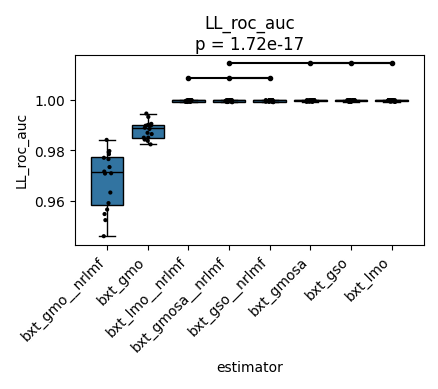 LL_roc_auc
p = 1.72e-17
LL_roc_auc
1.00
0.98
0.96
bxt_gmo__nrlmf
bxt_gmo
bxt_lmo__nrlmf
bxt_gmosa__nrlmf
bxt_gso__nrlmf
bxt_gmosa
bxt_gso
bxt_lmo
estimator